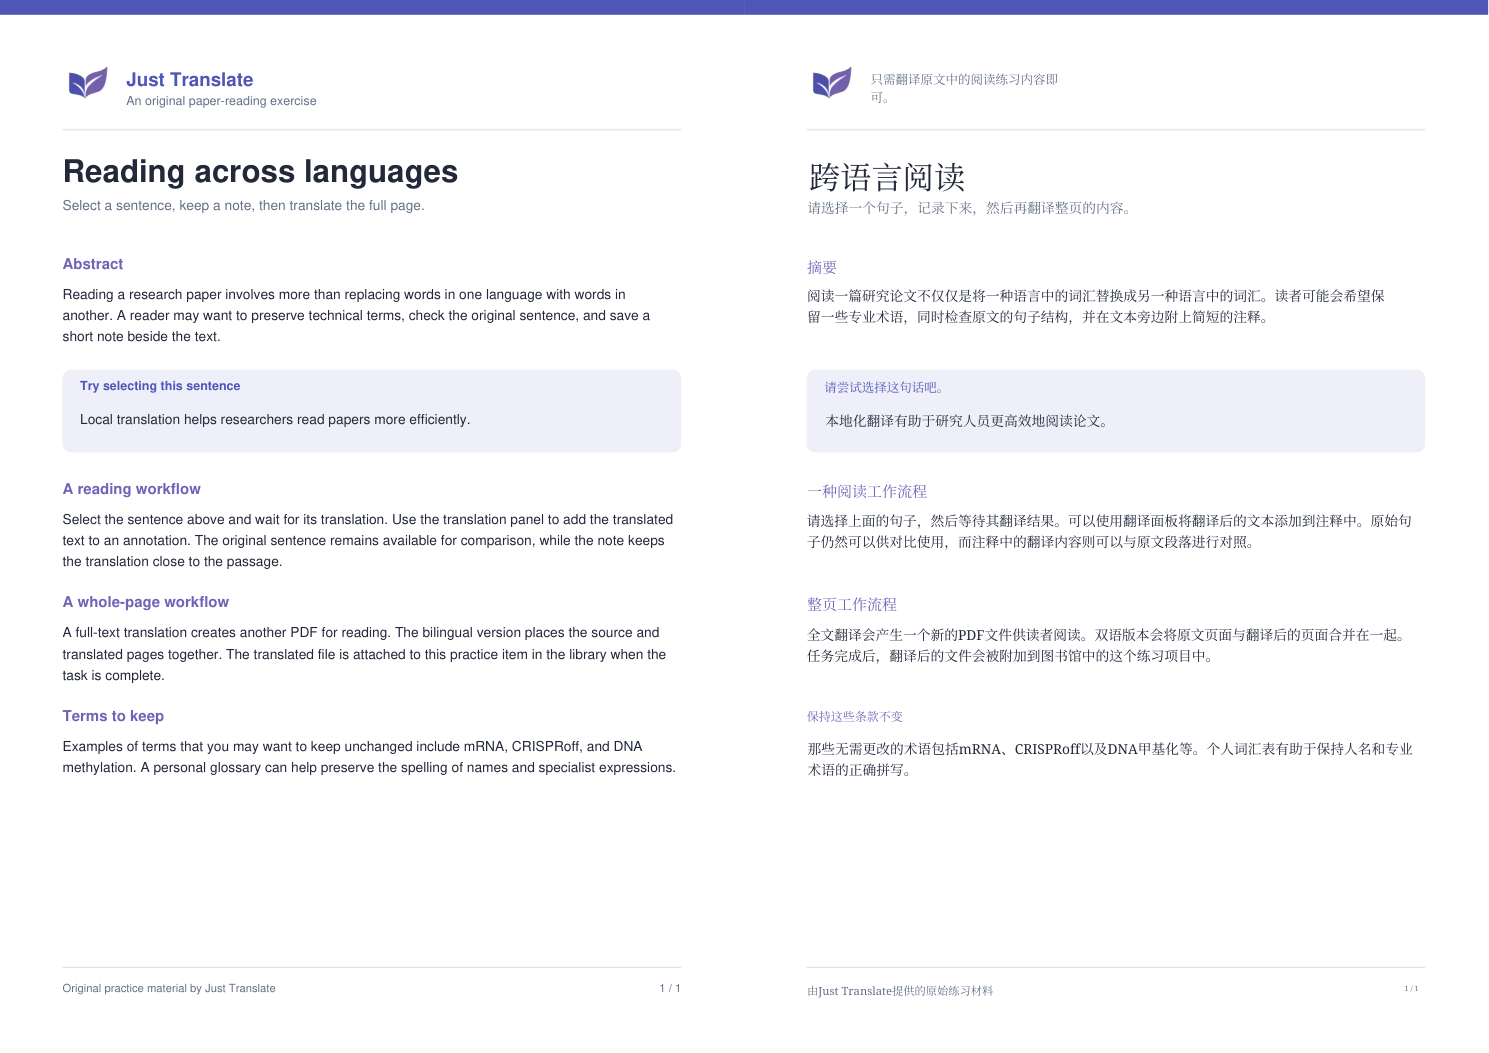 Just Translate
An original paper-reading exercise
Reading across languages
Select a sentence, keep a note, then translate the full page.
Abstract
Reading a research paper involves more than replacing words in one language with words in
another. A reader may want to preserve technical terms, check the original sentence, and save a
short note beside the text.
Try selecting this sentence
Local translation helps researchers read papers more efficiently.
A reading workflow
Select the sentence above and wait for its translation. Use the translation panel to add the translated
text to an annotation. The original sentence remains available for comparison, while the note keeps
the translation close to the passage.
A whole-page workflow
A full-text translation creates another PDF for reading. The bilingual version places the source and
translated pages together. The translated file is attached to this practice item in the library when the
task is complete.
Terms to keep
Examples of terms that you may want to keep unchanged include mRNA, CRISPRoff, and DNA
methylation. A personal glossary can help preserve the spelling of names and specialist expressions.
Original practice material by Just Translate
1 / 1
只需翻译原文中的阅读练习内容即
可。
跨语言阅读
请选择一个句子，记录下来，然后再翻译整页的内容。
摘要
阅读一篇研究论文不仅仅是将一种语言中的词汇替换成另一种语言中的词汇。读者可能会希望保
留一些专业术语，同时检查原文的句子结构，并在文本旁边附上简短的注释。
请尝试选择这句话吧。
本地化翻译有助于研究人员更高效地阅读论文。
一种阅读工作流程
请选择上面的句子，然后等待其翻译结果。可以使用翻译面板将翻译后的文本添加到注释中。原始句
子仍然可以供对比使用，而注释中的翻译内容则可以与原文段落进行对照。
整页工作流程
全文翻译会产生一个新的PDF文件供读者阅读。双语版本会将原文页面与翻译后的页面合并在一起。
任务完成后，翻译后的文件会被附加到图书馆中的这个练习项目中。
保持这些条款不变
那些无需更改的术语包括mRNA、CRISPRoff以及DNA甲基化等。个人词汇表有助于保持人名和专业
术语的正确拼写。
由Just Translate提供的原始练习材料
1 / 1